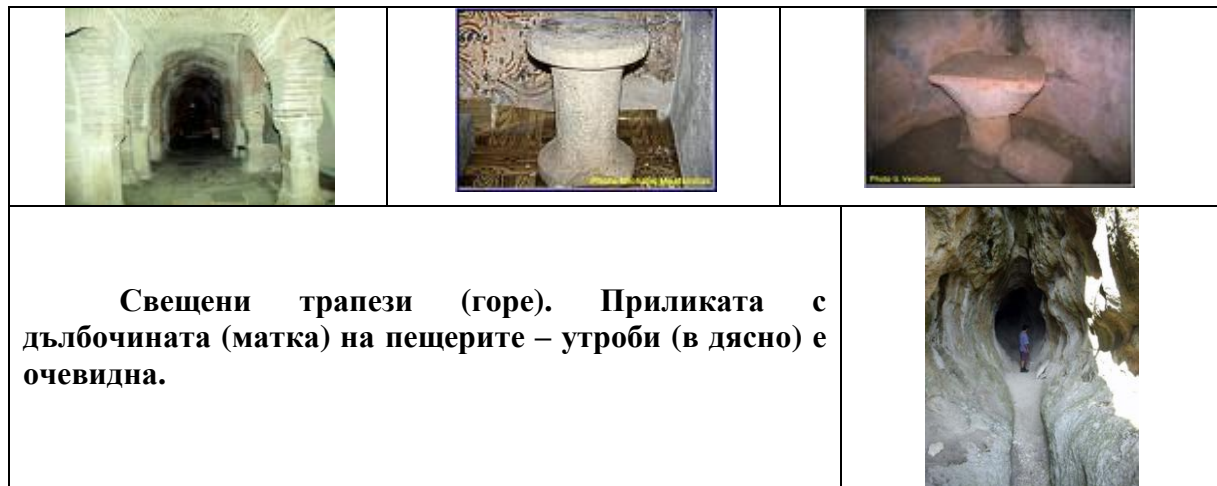 Свещени трапези (горе). Приликата с
дълбочината (матка) на пещерите – утроби (в дясно) е
очевидна.